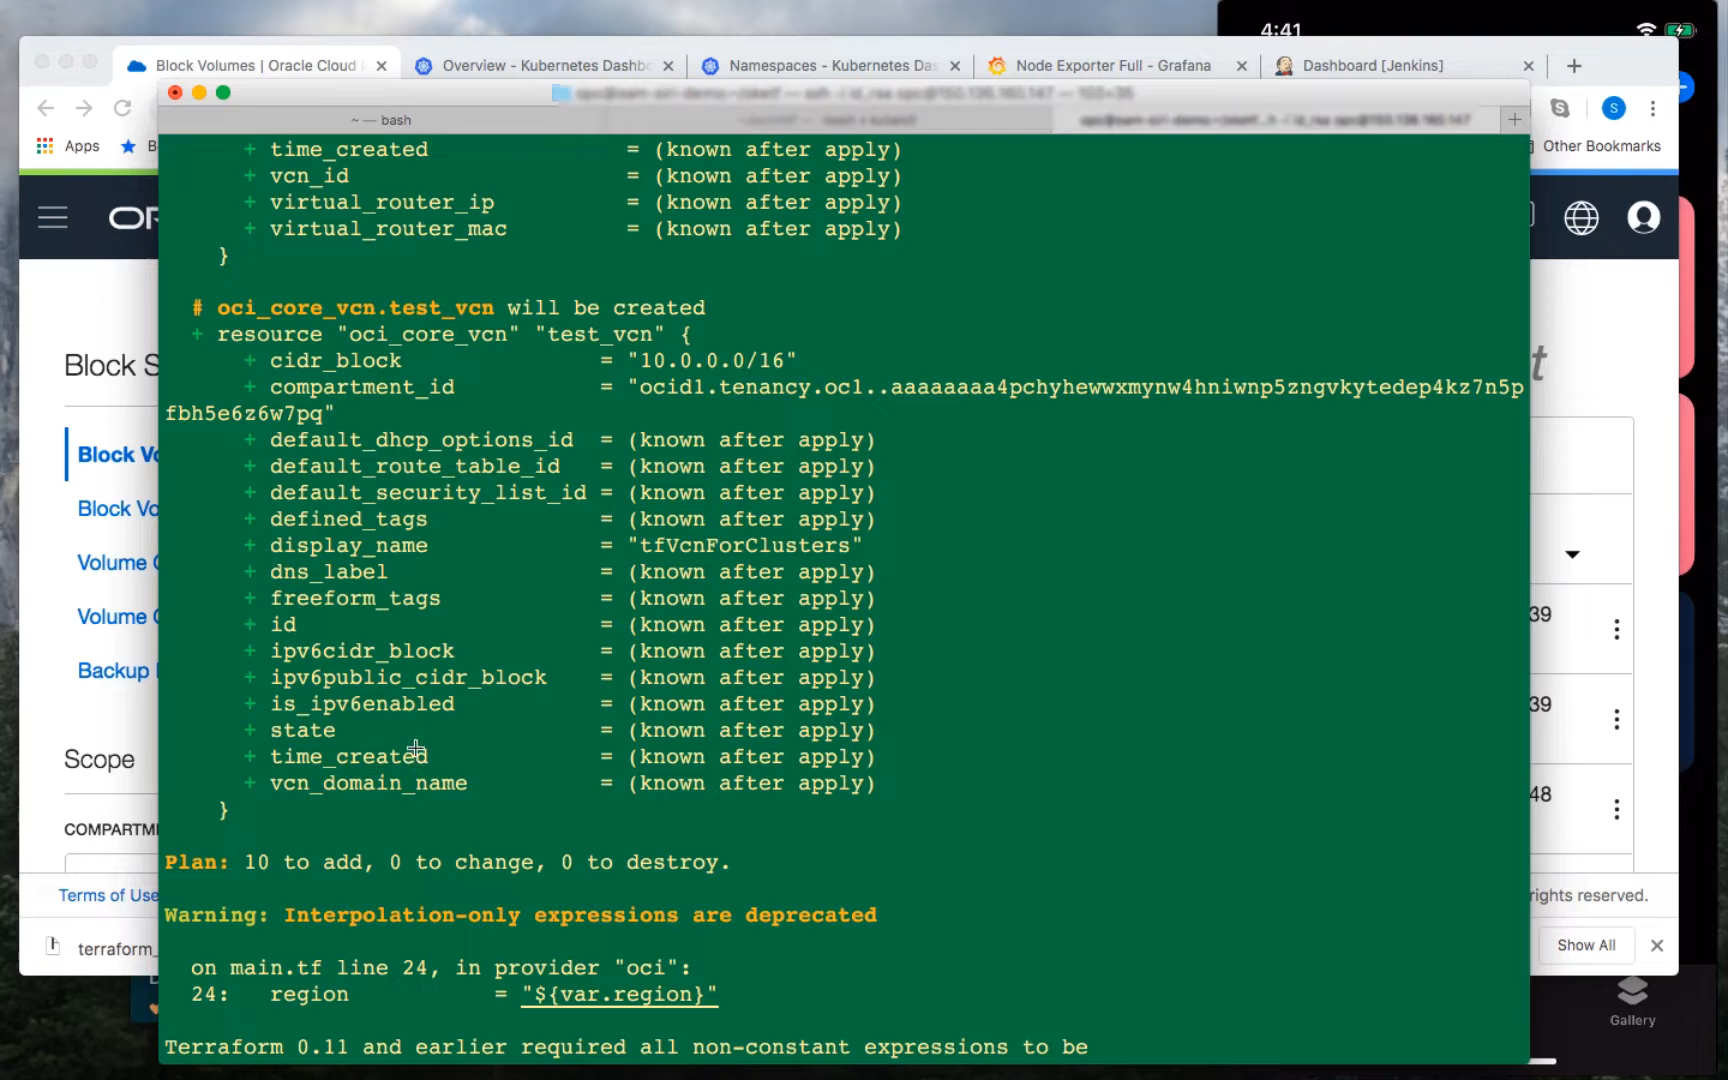 4:41
Block Volumes | Oracle Cloud
Overview - Kubernetes Dashbo
Namespaces - Kubernetes Das
Node Exporter Full - Grafana
Dashboard [Jenkins]
Apps
Other Bookmarks
S
~ — bash
+ time_created = (known after apply)
+ vcn_id = (known after apply)
+ virtual_router_ip = (known after apply)
+ virtual_router_mac = (known after apply)
}
# oci_core_vcn.test_vcn will be created
+ resource "oci_core_vcn" "test_vcn" {
+ cidr_block = "10.0.0.0/16"
+ compartment_id = "ocid1.tenancy.oc1..aaaaaaaa4pchyhewwxmynw4hniwnp5zngvkytedep4kz7n5p
fbh5e6z6w7pq"
+ default_dhcp_options_id = (known after apply)
+ default_route_table_id = (known after apply)
+ default_security_list_id = (known after apply)
+ defined_tags = (known after apply)
+ display_name = "tfVcnForClusters"
+ dns_label = (known after apply)
+ freeform_tags = (known after apply)
+ id = (known after apply)
+ ipv6cidr_block = (known after apply)
+ ipv6public_cidr_block = (known after apply)
+ is_ipv6enabled = (known after apply)
+ state = (known after apply)
+ time_created = (known after apply)
+ vcn_domain_name = (known after apply)
}
Plan: 10 to add, 0 to change, 0 to destroy.
Warning: Interpolation-only expressions are deprecated
on main.tf line 24, in provider "oci":
24: region = "${var.region}"
Terraform 0.11 and earlier required all non-constant expressions to be
OR
Block S
Block Vo
Block Vo
Volume
Volume
Backup
Scope
COMPARTM
Terms of Use
terraform_
39
39
48
rights reserved.
Show All
Gallery